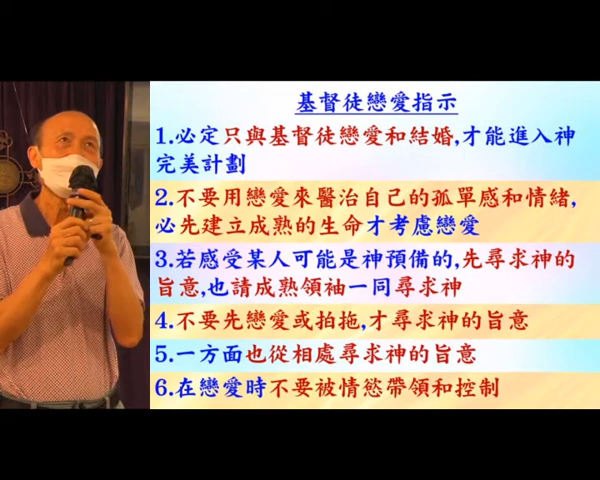 基督徒戀愛指示
1.必定只與基督徒戀愛和結婚,才能進入神
完美計劃
2.不要用戀愛來醫治自己的孤單感和情緒,
必先建立成熟的生命才考慮戀愛
3.若感受某人可能是神預備的,先尋求神的
旨意,也請成熟領袖一同尋求神
4.不要先戀愛或拍拖,才尋求神的旨意
5.一方面也從相處尋求神的旨意
6.在戀愛時不要被情慾帶領和控制